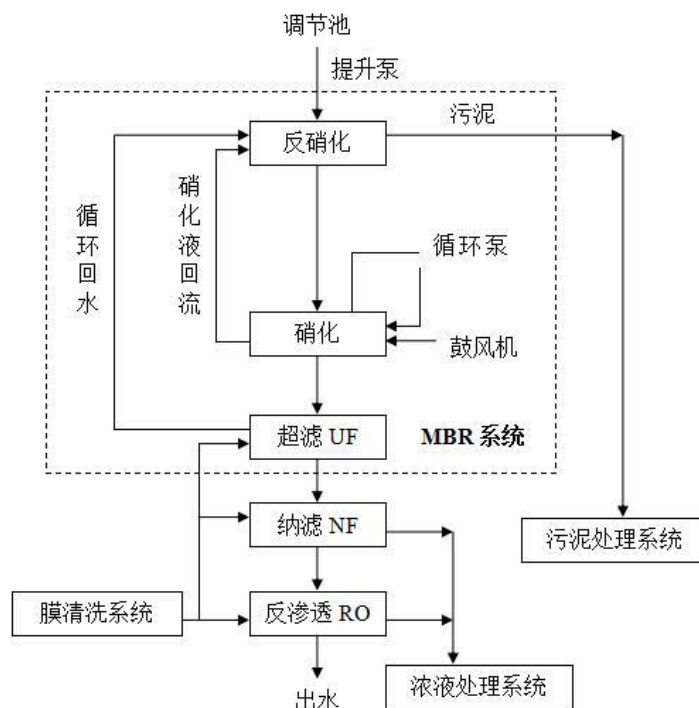 调节池
提升泵
反硝化
污泥
循环回水
硝化液回流
循环泵
硝化
鼓风机
超滤 UF
MBR 系统
纳滤 NF
污泥处理系统
膜清洗系统
反渗透 RO
出水
浓液处理系统